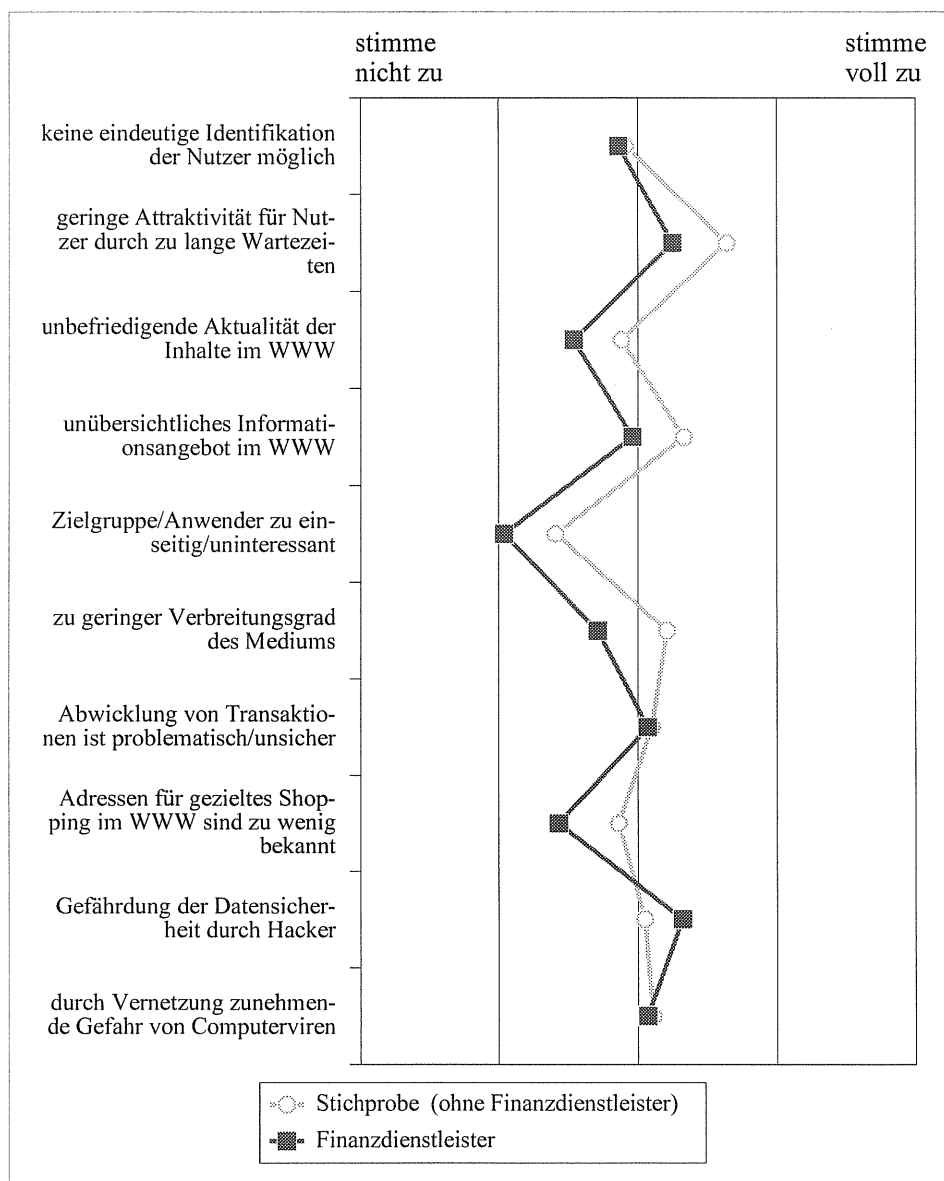 stimme
nicht zu
stimme
voll zu
keine eindeutige Identifikation
der Nutzer möglich
geringe Attraktivität für Nut-
zer durch zu lange Wartezei-
ten
unbefriedigende Aktualität der
Inhalte im WWW
unübersichtliches Informati-
onsangebot im WWW
Zielgruppe/Anwender zu ein-
seitig/uninteressant
zu geringer Verbreitungsgrad
des Mediums
Abwicklung von Transaktio-
nen ist problematisch/unsicher
Adressen für gezieltes Shop-
ping im WWW sind zu wenig
bekannt
Gefährdung der Datensicher-
heit durch Hacker
durch Vernetzung zunehmen-
de Gefahr von Computerviren
Stichprobe (ohne Finanzdienstleister)
Finanzdienstleister